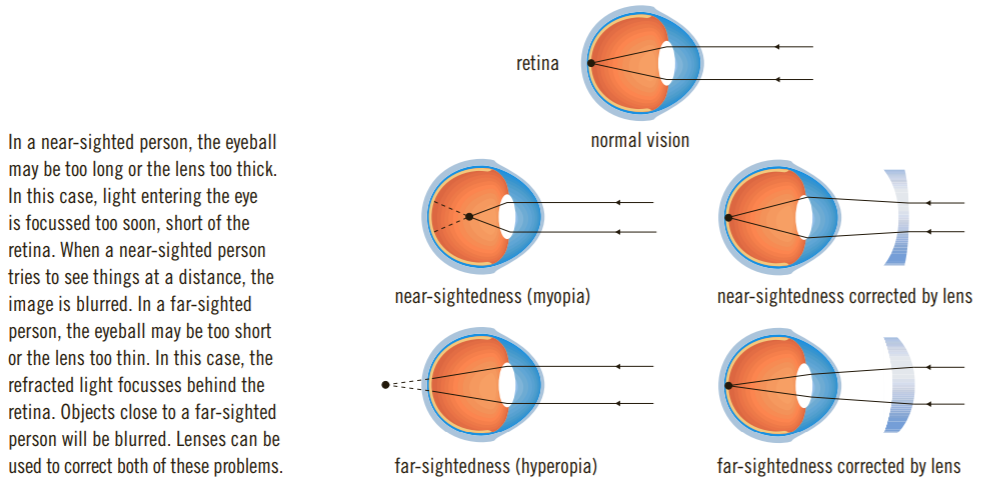 retina
normal vision
In a near-sighted person, the eyeball
may be too long or the lens too thick.
In this case, light entering the eye
is focussed too soon, short of the
retina. When a near-sighted person
tries to see things at a distance, the
image is blurred. In a far-sighted
person, the eyeball may be too short
or the lens too thin. In this case, the
refracted light focusses behind the
retina. Objects close to a far-sighted
person will be blurred. Lenses can be
used to correct both of these problems.
near-sightedness (myopia)
near-sightedness corrected by lens
far-sightedness (hyperopia)
far-sightedness corrected by lens